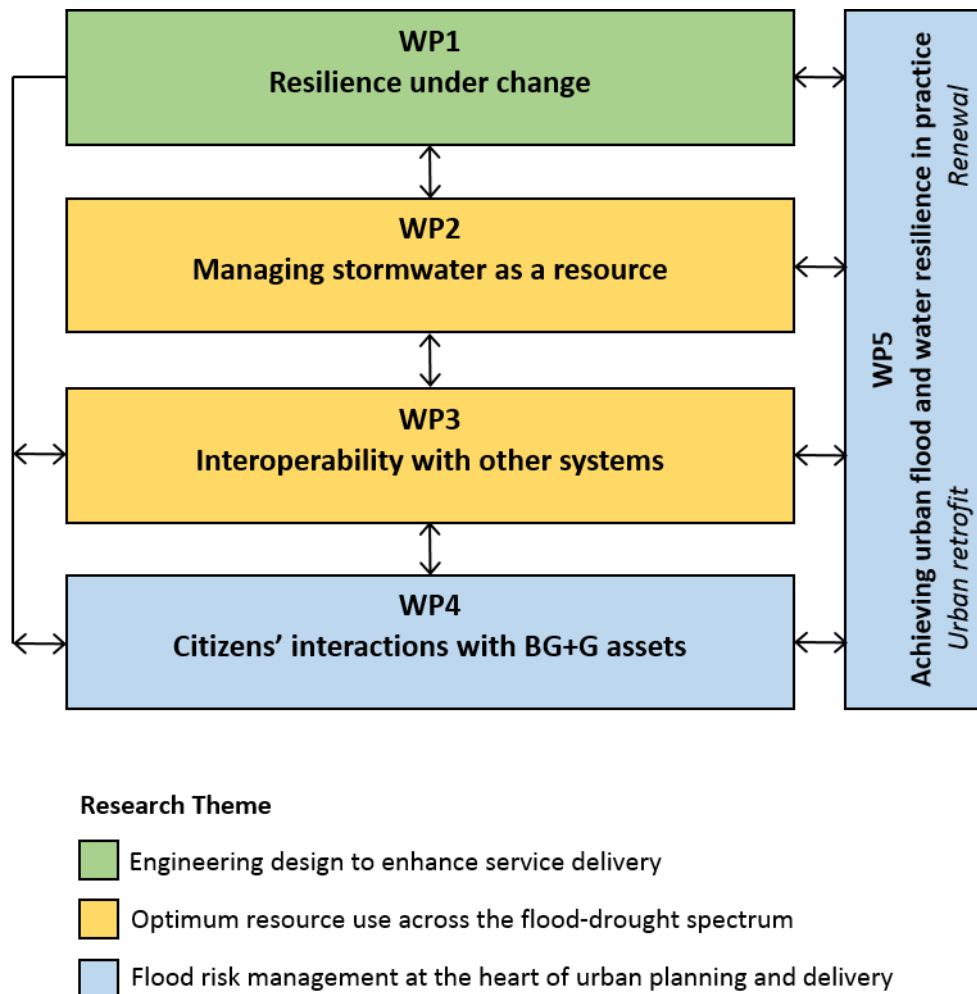 WP1
Resilience under change
WP2
Managing stormwater as a resource
WP3
Interoperability with other systems
WP4
Citizens’ interactions with BG+G assets
WP5
Achieving urban flood and water resilience in practice
Urban retrofit
Renewal
Research Theme
Engineering design to enhance service delivery
Optimum resource use across the flood-drought spectrum
Flood risk management at the heart of urban planning and delivery